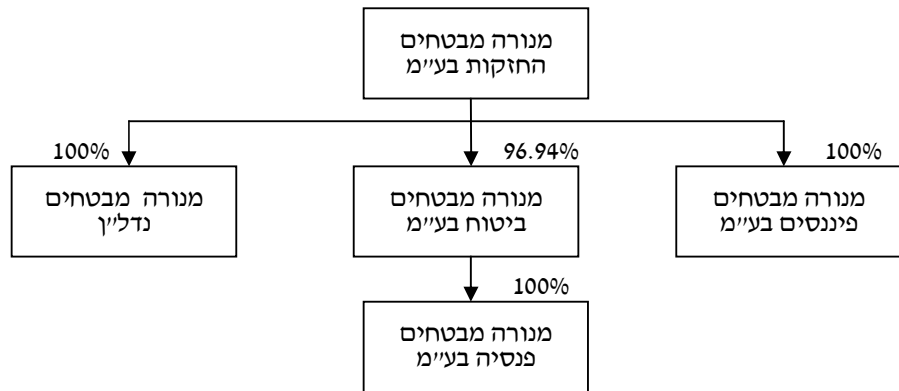 מנורה מבטחים
החזקות בע״מ
100%
96.94%
100%
מנורה מבטחים
פיננסים בע״מ
מנורה מבטחים
ביטוח בע״מ
מנורה מבטחים
נדל״ן
100%
מנורה מבטחים
פנסיה בע״מ